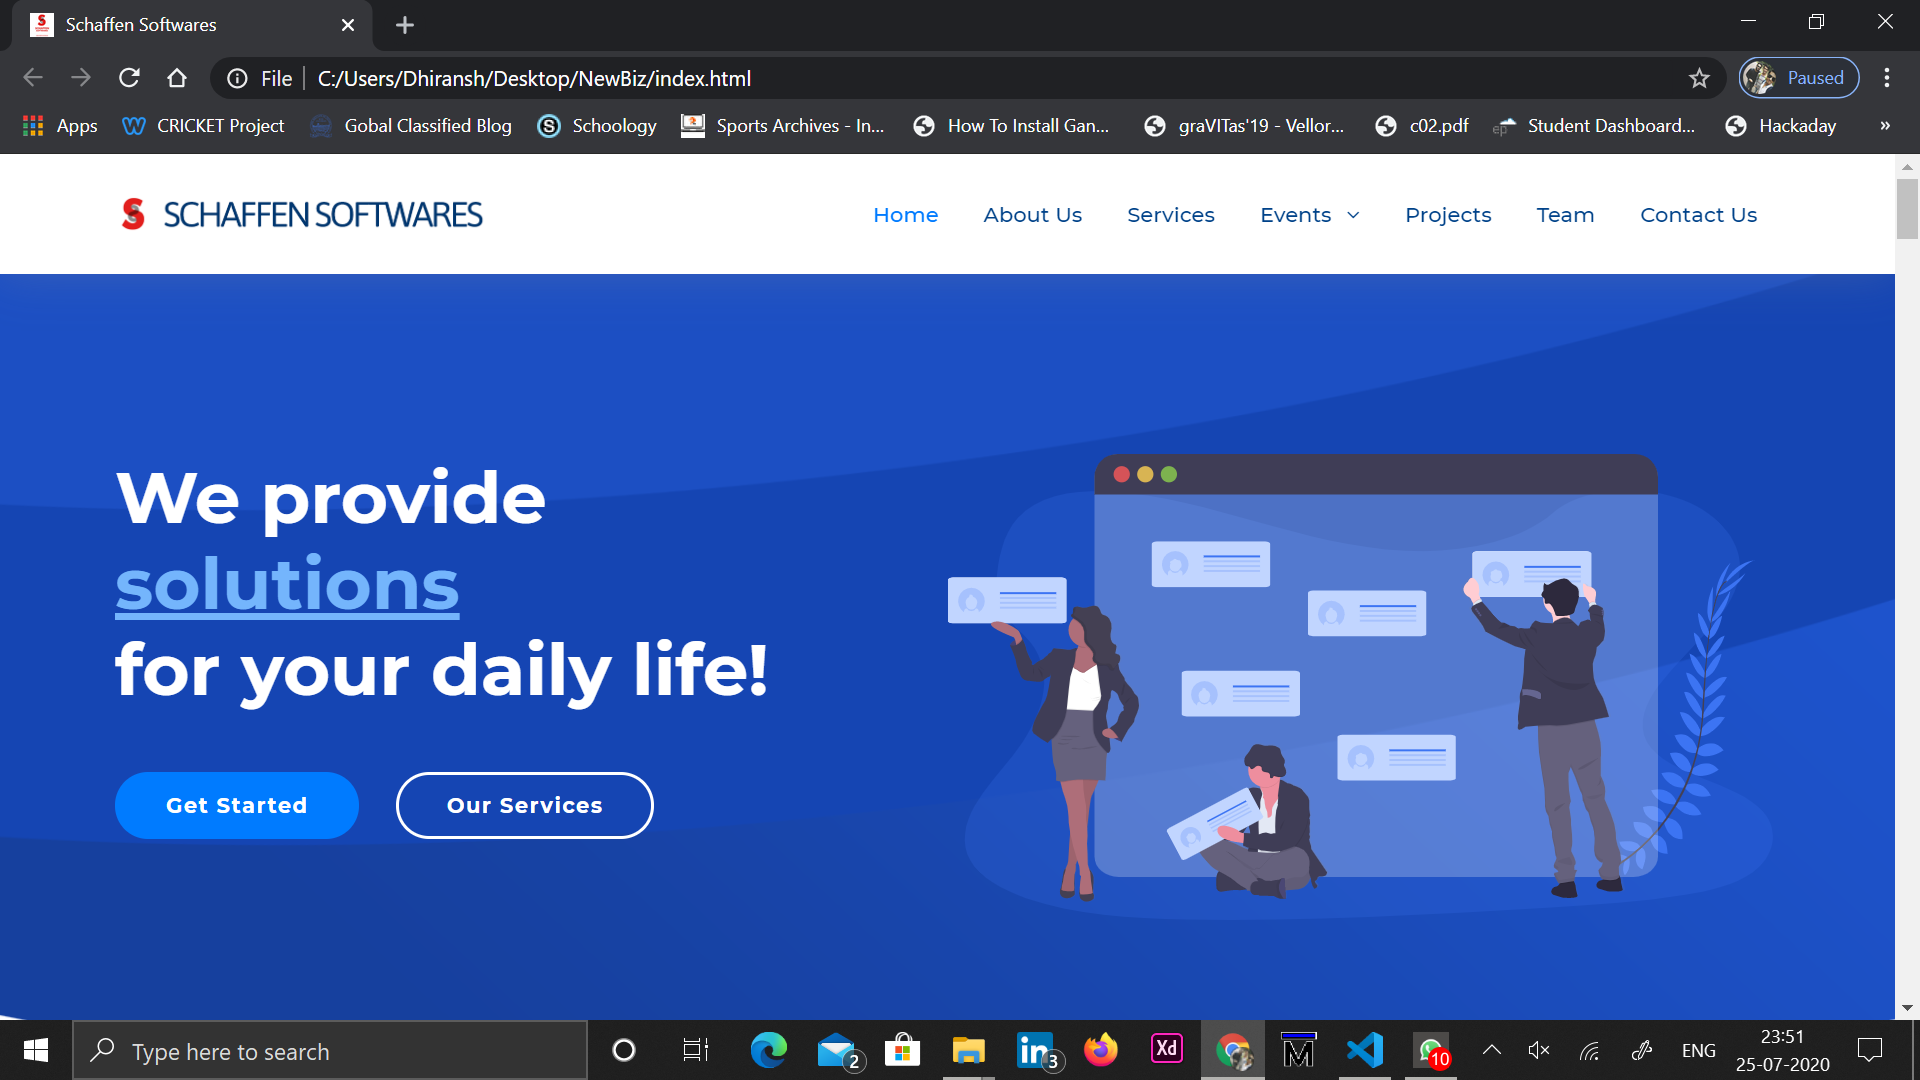 Schaffen Softwares
File C:/Users/Dhiransh/Desktop/NewBiz/index.html Paused
Apps CRICKET Project Gobal Classified Blog Schoology Sports Archives - In... How To Install Gan... graVITas'19 - Vellor... c02.pdf ep Student Dashboard... Hackaday »
S SCHAFFEN SOFTWARES Home About Us Services Events Projects Team Contact Us
We provide
solutions
for your daily life!
Get Started Our Services
Type here to search 2 in 3 Xd M 10 ENG 23:51
25-07-2020